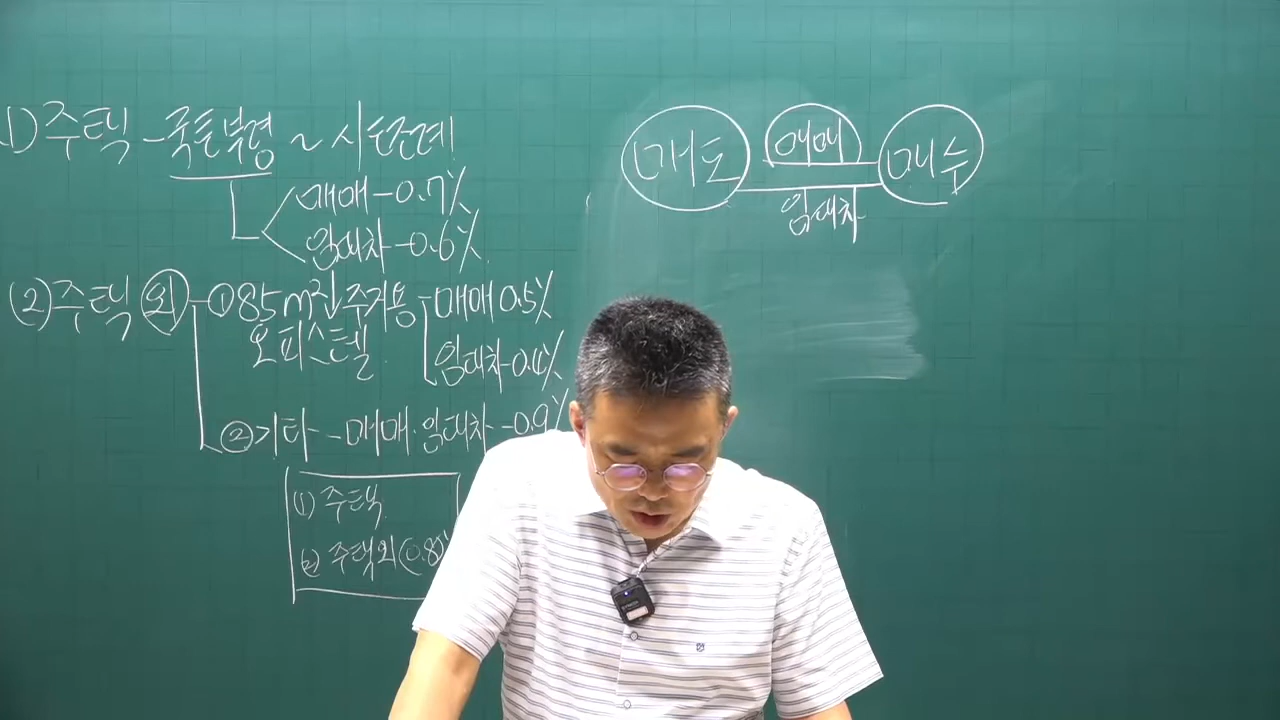 1) 주택 - 국토부령 ~ 시·도조례
매매 - 0.7%
임대차 - 0.6%
(2) 주택 외 ① 85㎡ 주거용 매매 0.5%
오피스텔 임대차 - 0.4%
② 기타 - 매매·임대차 - 0.9%
(1) 주택
(2) 주택외 (0.8)
매도 매매 매수
임대차